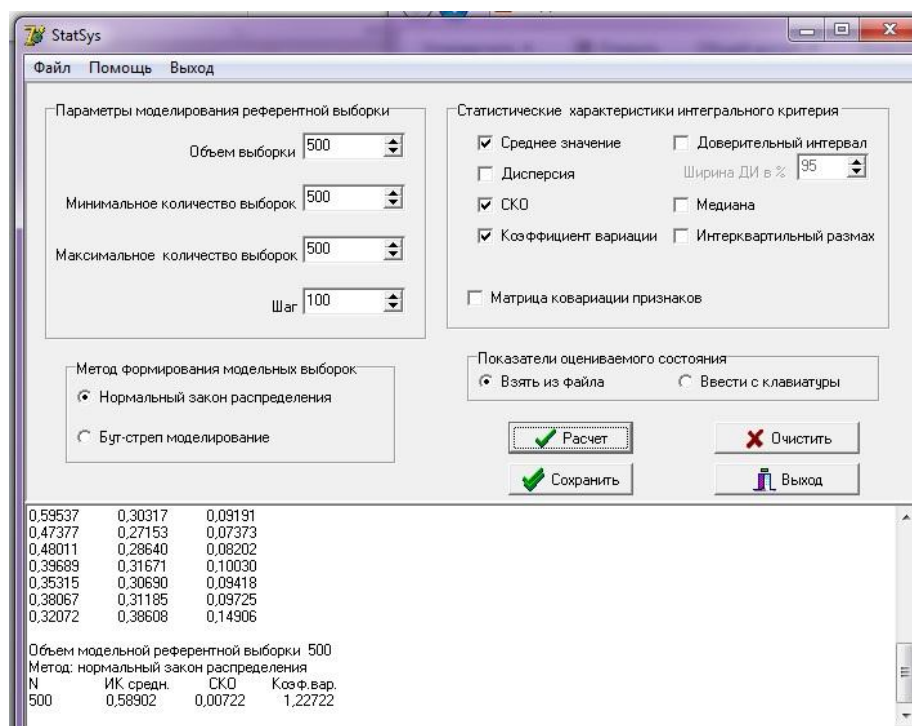 StatSys
Файл Помощь Выход
Параметры моделирования референтной выборки
Объем выборки 500
Минимальное количество выборок 500
Максимальное количество выборок 500
Шаг 100
Статистические характеристики интегрального критерия
Среднее значение
Доверительный интервал
Дисперсия
Ширина ДИ в % 95
СКО
Медиана
Коэффициент вариации
Интерквартильный размах
Матрица ковариации признаков
Метод формирования модельных выборок
Нормальный закон распределения
Бут-стреп моделирование
Показатели оцениваемого состояния
Взять из файла
Ввести с клавиатуры
Расчет
Очистить
Сохранить
Выход
0,59537 0,30317 0,09191
0,47377 0,27153 0,07373
0,48011 0,28640 0,08202
0,39689 0,31671 0,10030
0,35315 0,30690 0,09418
0,38067 0,31185 0,09725
0,32072 0,38608 0,14906
Объем модельной референтной выборки 500
Метод: нормальный закон распределения
N ИК средн. СКО Коэф.вар.
500 0,58902 0,00722 1,22722